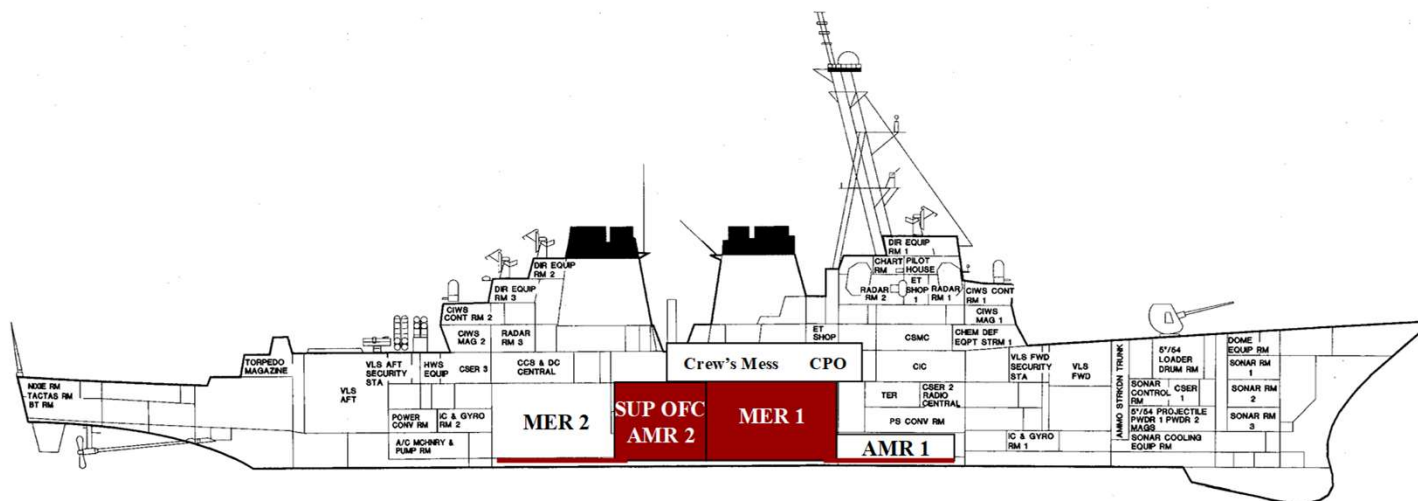 DIR EQUIP
RM 1
CHART
RM
PILOT
HOUSE
DIR EQUIP
RM 2
DIR EQUIP
RM 3
RADAR
RM 2
ET
SHOP
1
RADAR
RM 1
CIWS CONT
RM 1
CIWS
CONT RM 2
CIWS
MAG 1
CIWS
MAG 2
RADAR
RM 3
ET
SHOP
CSMC
CHEM DEF
EQPT STRM 1
TORPEDO
MAGAZINE
VLS AFT
SECURITY
STA
HWS
EQUIP
CSER 3
CCS & DC
CENTRAL
Crew's Mess
CPO
CIC
VLS FWD
SECURITY
STA
VLS
FWD
5"/54
LOADER
DRUM RM
DOME
EQUIP RM
SONAR RM
1
NIXIE RM
TACTAS RM
BT RM
VLS
AFT
MER 2
SUP OFC
AMR 2
MER 1
TER
CSER 2
RADIO
CENTRAL
AMMO STRKDN TRUNK
SONAR
CONTROL
RM
CSER
1
SONAR RM
2
POWER
CONV RM
IC & GYRO
RM 2
PS CONV RM
5"/54 PROJECTILE
PWDR 1 PWDR 2
MAGS
SONAR RM
3
A/C MCHNRY &
PUMP RM
AMR 1
IC & GYRO
RM 1
SONAR COOLING
EQUIP RM